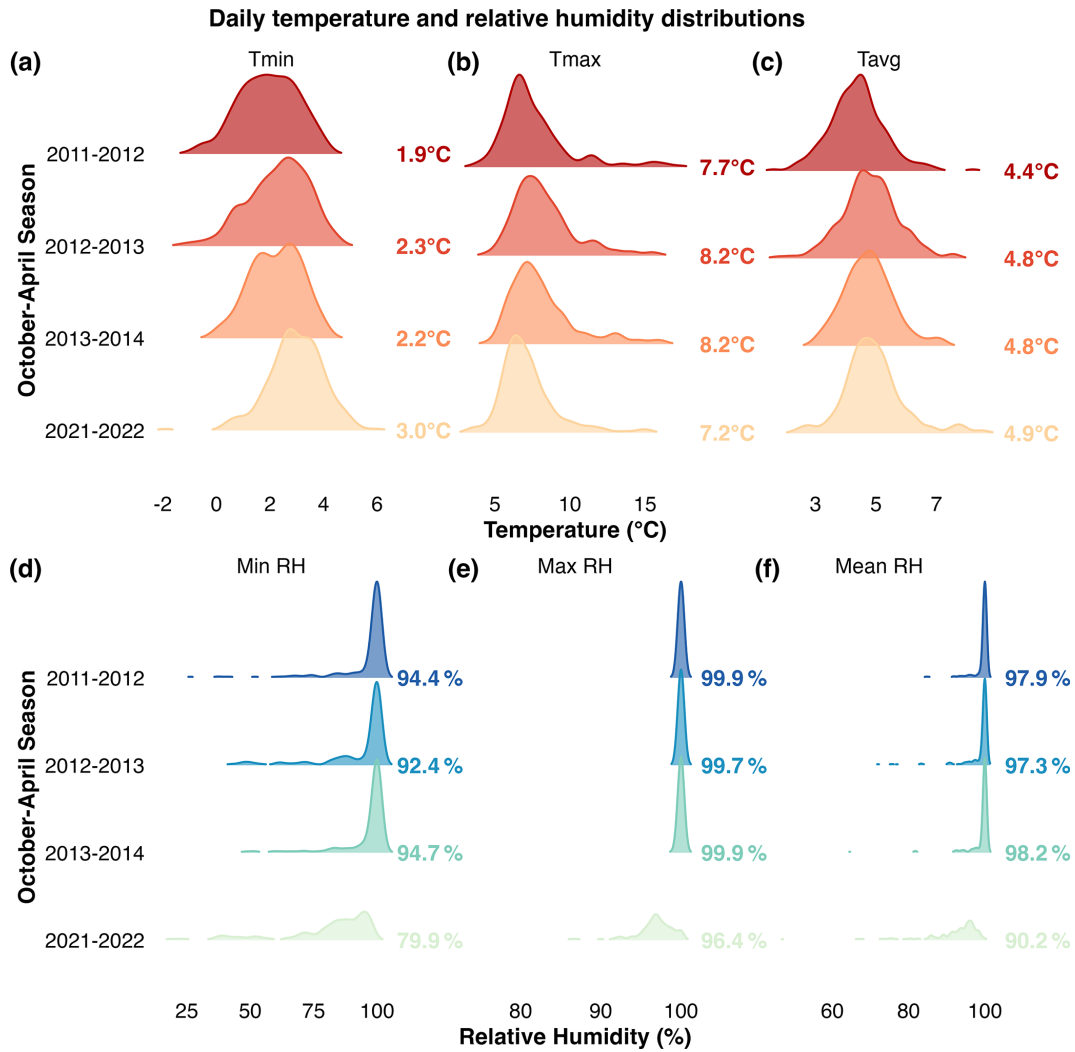 Daily temperature and relative humidity distributions
(a) Tmin (b) Tmax (c) Tavg
October-April Season
2011-2012 1.9°C 7.7°C 4.4°C
2012-2013 2.3°C 8.2°C 4.8°C
2013-2014 2.2°C 8.2°C 4.8°C
2021-2022 3.0°C 7.2°C 4.9°C
-2 0 2 4 6 5 10 15 3 5 7
Temperature (°C)
(d) Min RH (e) Max RH (f) Mean RH
October-April Season
2011-2012 94.4 % 99.9 % 97.9 %
2012-2013 92.4 % 99.7 % 97.3 %
2013-2014 94.7 % 99.9 % 98.2 %
2021-2022 79.9 % 96.4 % 90.2 %
25 50 75 100 80 90 100 60 80 100
Relative Humidity (%)